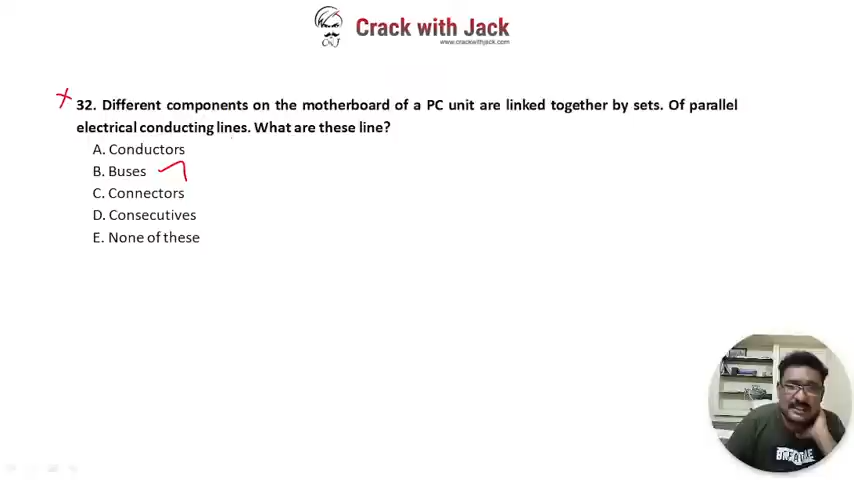 Crack with Jack
www.crackwithjack.com
CWJ
32. Different components on the motherboard of a PC unit are linked together by sets. Of parallel
electrical conducting lines. What are these line?
A. Conductors
B. Buses
C. Connectors
D. Consecutives
E. None of these